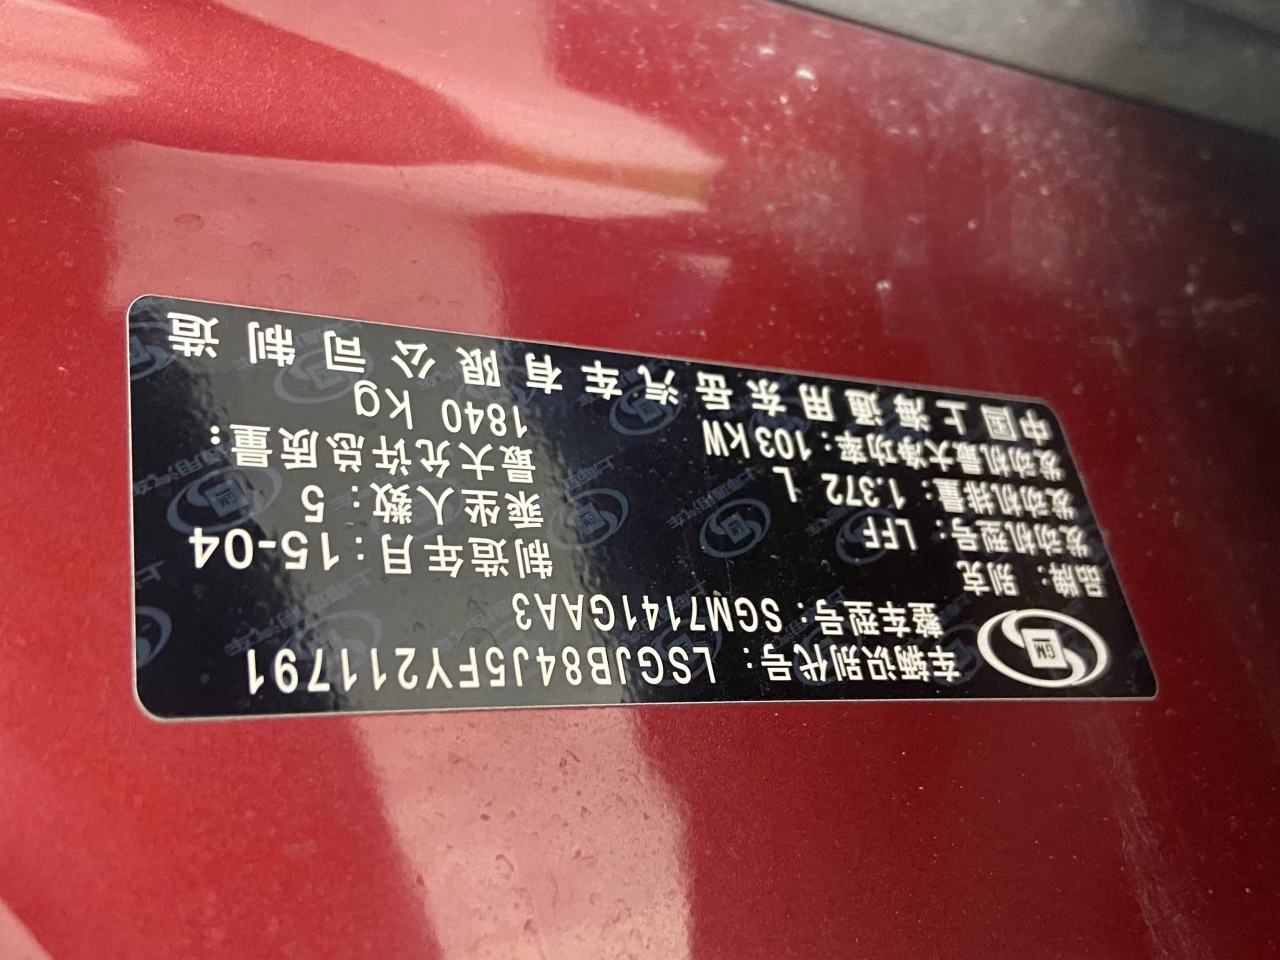 车辆识别代号: LSGJB84J5FY211791
整车型号: SGM7141GAA3
品牌: 别克
制造年月: 15-04
发动机型号: LFF
乘坐人数: 5
发动机排量: 1.372 L
最大允许总质量:
发动机最大净功率: 103kW
1840 kg
中国上海通用东岳汽车有限公司制造
GM